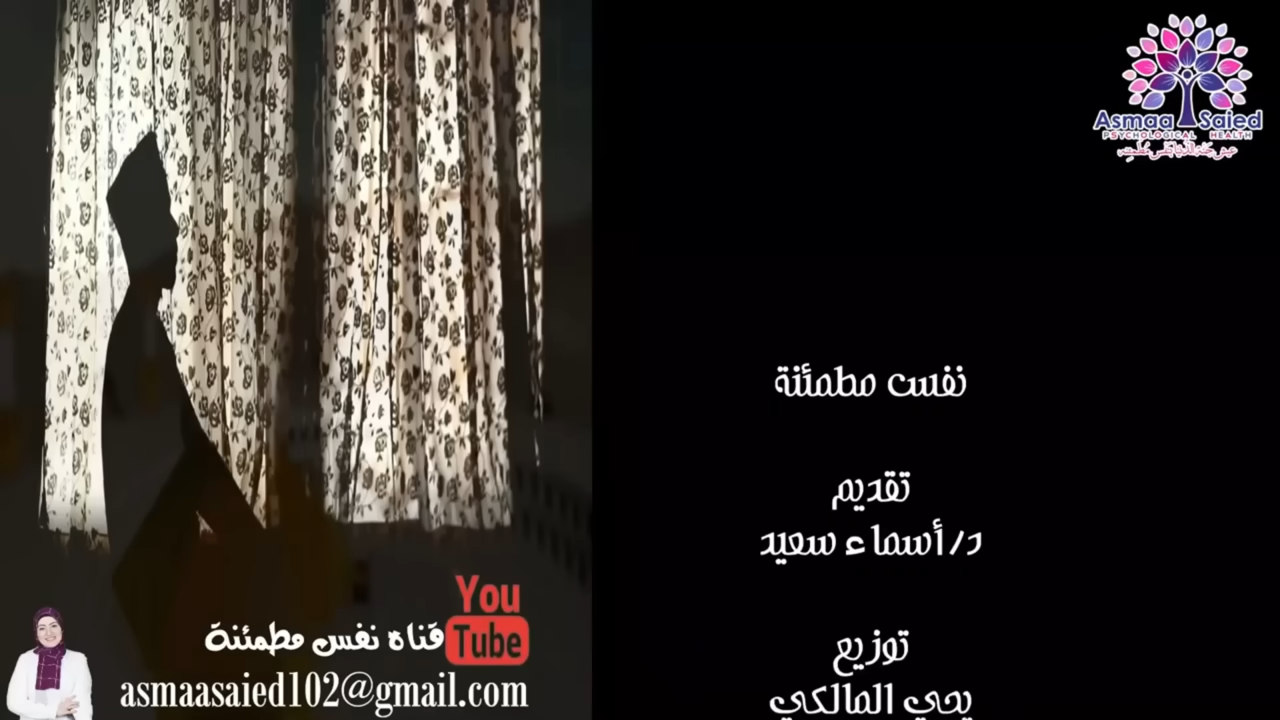 Asmaa Saied
PSYCHOLOGICAL HEALTH
نفس مطمئنة
تقديم
د/أسماء سعيد
توزيع
يحي المالكي
You
Tube
قناة نفس مطمئنة
asmaasaied102@gmail.com